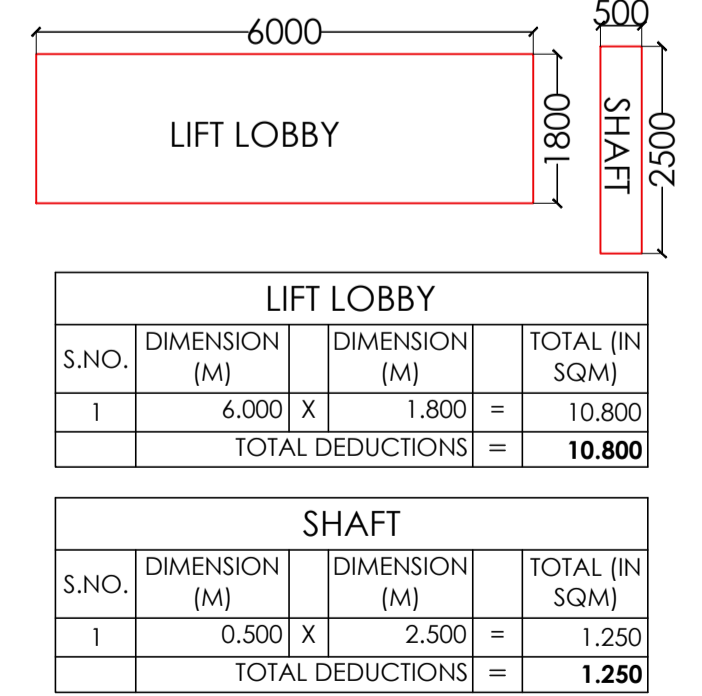 6000
500
LIFT LOBBY
1800
SHAFT
2500
LIFT LOBBY
S.NO. DIMENSION (M) DIMENSION (M) TOTAL (IN SQM)
1 6.000 X 1.800 = 10.800
TOTAL DEDUCTIONS = 10.800
SHAFT
S.NO. DIMENSION (M) DIMENSION (M) TOTAL (IN SQM)
1 0.500 X 2.500 = 1.250
TOTAL DEDUCTIONS = 1.250